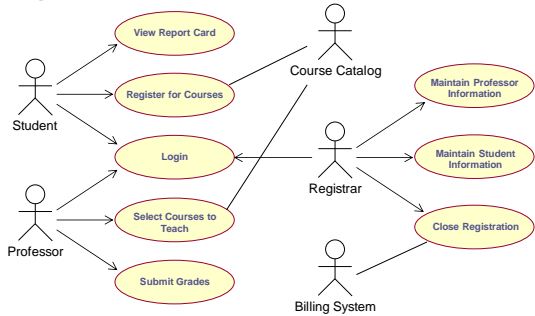 View Report Card
Course Catalog
Register for Courses
Maintain Professor
Information
Student
Login
Registrar
Maintain Student
Information
Professor
Select Courses to
Teach
Close Registration
Submit Grades
Billing System